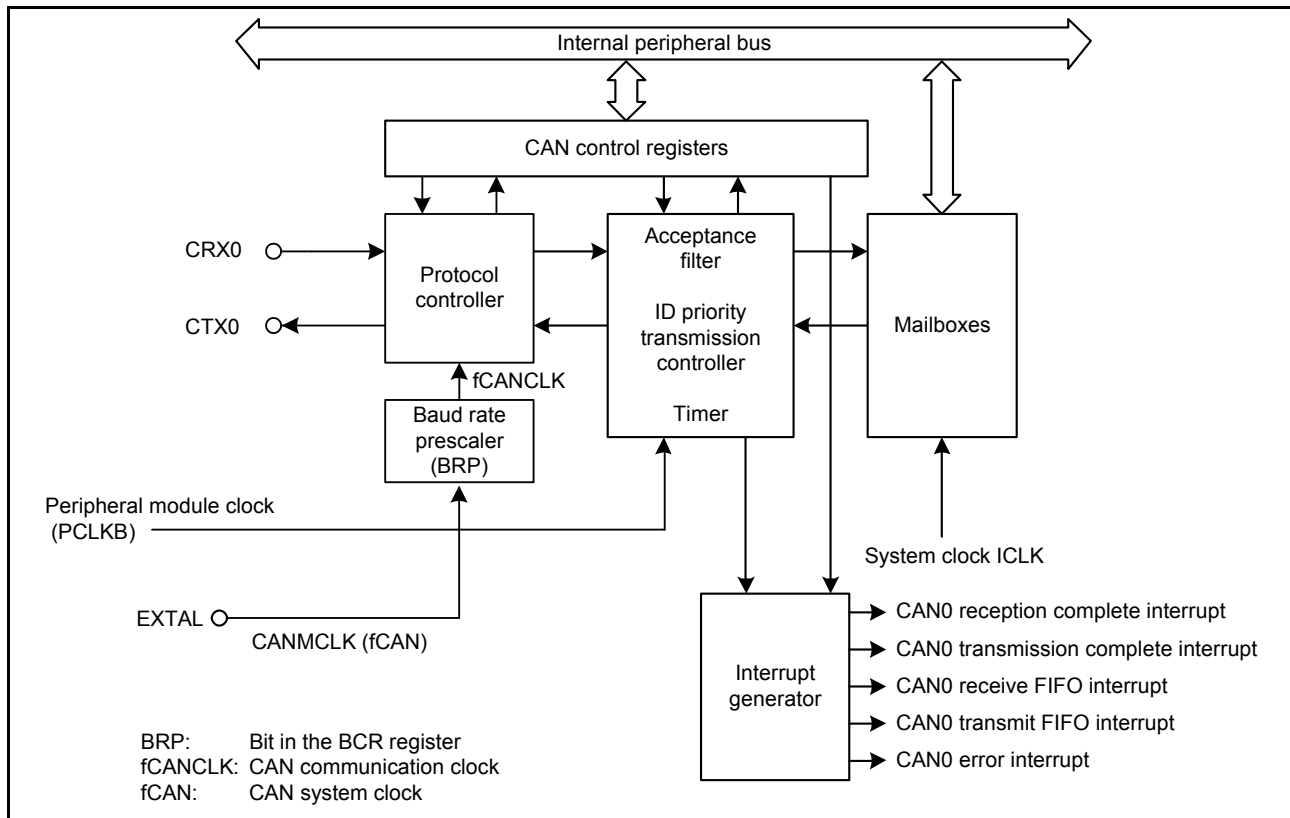 Internal peripheral bus
CAN control registers
CRX0
CTX0
Protocol
controller
Acceptance
filter
ID priority
transmission
controller
Timer
Mailboxes
fCANCLK
Baud rate
prescaler
(BRP)
Peripheral module clock
(PCLKB)
System clock ICLK
EXTAL
CANMCLK (fCAN)
Interrupt
generator
CAN0 reception complete interrupt
CAN0 transmission complete interrupt
CAN0 receive FIFO interrupt
CAN0 transmit FIFO interrupt
CAN0 error interrupt
BRP: Bit in the BCR register
fCANCLK: CAN communication clock
fCAN: CAN system clock